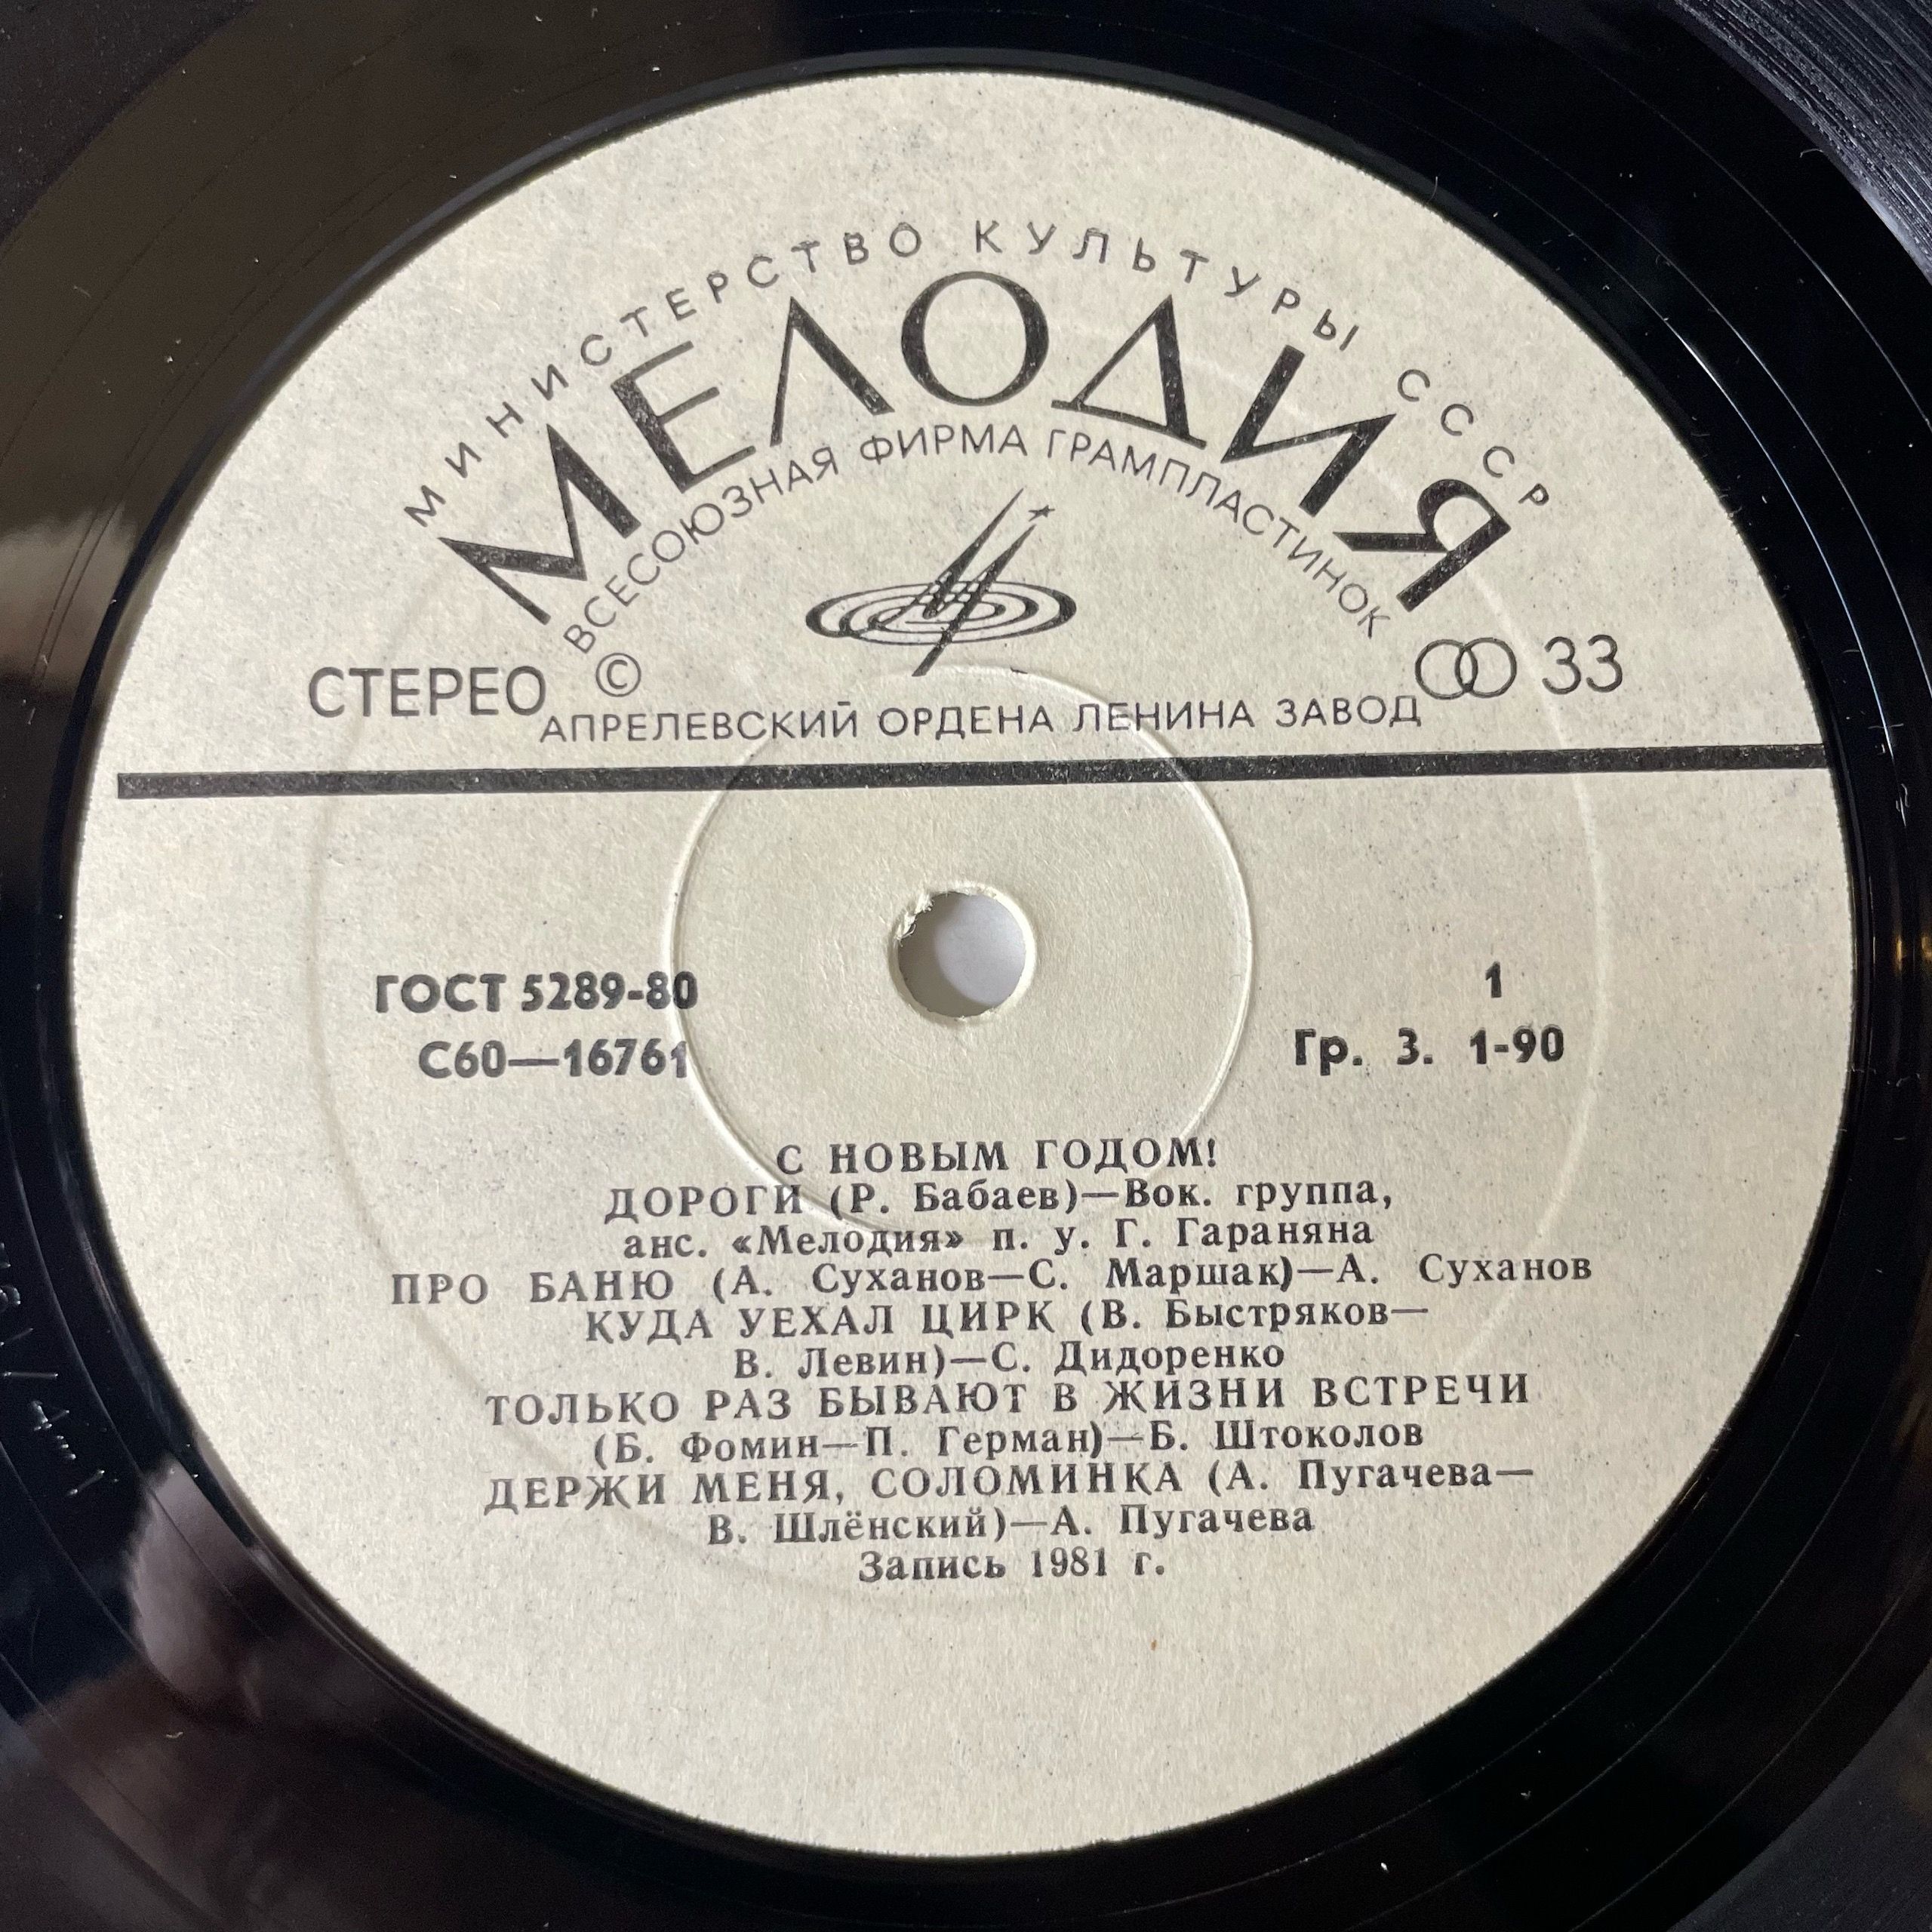 МИНИСТЕРСТВО КУЛЬТУРЫ СССР
МЕЛОДИЯ
ВСЕСОЮЗНАЯ ФИРМА ГРАМПЛАСТИНОК
СТЕРЕО © 33
АПРЕЛЕВСКИЙ ОРДЕНА ЛЕНИНА ЗАВОД
ГОСТ 5289-80 1
С60—16761 Гр. 3. 1-90
С НОВЫМ ГОДОМ!
ДОРОГИ (Р. Бабаев)—Вок. группа,
анс. «Мелодия» п. у. Г. Гараняна
ПРО БАНЮ (А. Суханов—С. Маршак)—А. Суханов
КУДА УЕХАЛ ЦИРК (В. Быстряков—
В. Левин)—С. Дидоренко
ТОЛЬКО РАЗ БЫВАЮТ В ЖИЗНИ ВСТРЕЧИ
(Б. Фомин—П. Герман)—Б. Штоколов
ДЕРЖИ МЕНЯ, СОЛОМИНКА (А. Пугачева—
В. Шлёнский)—А. Пугачева
Запись 1981 г.